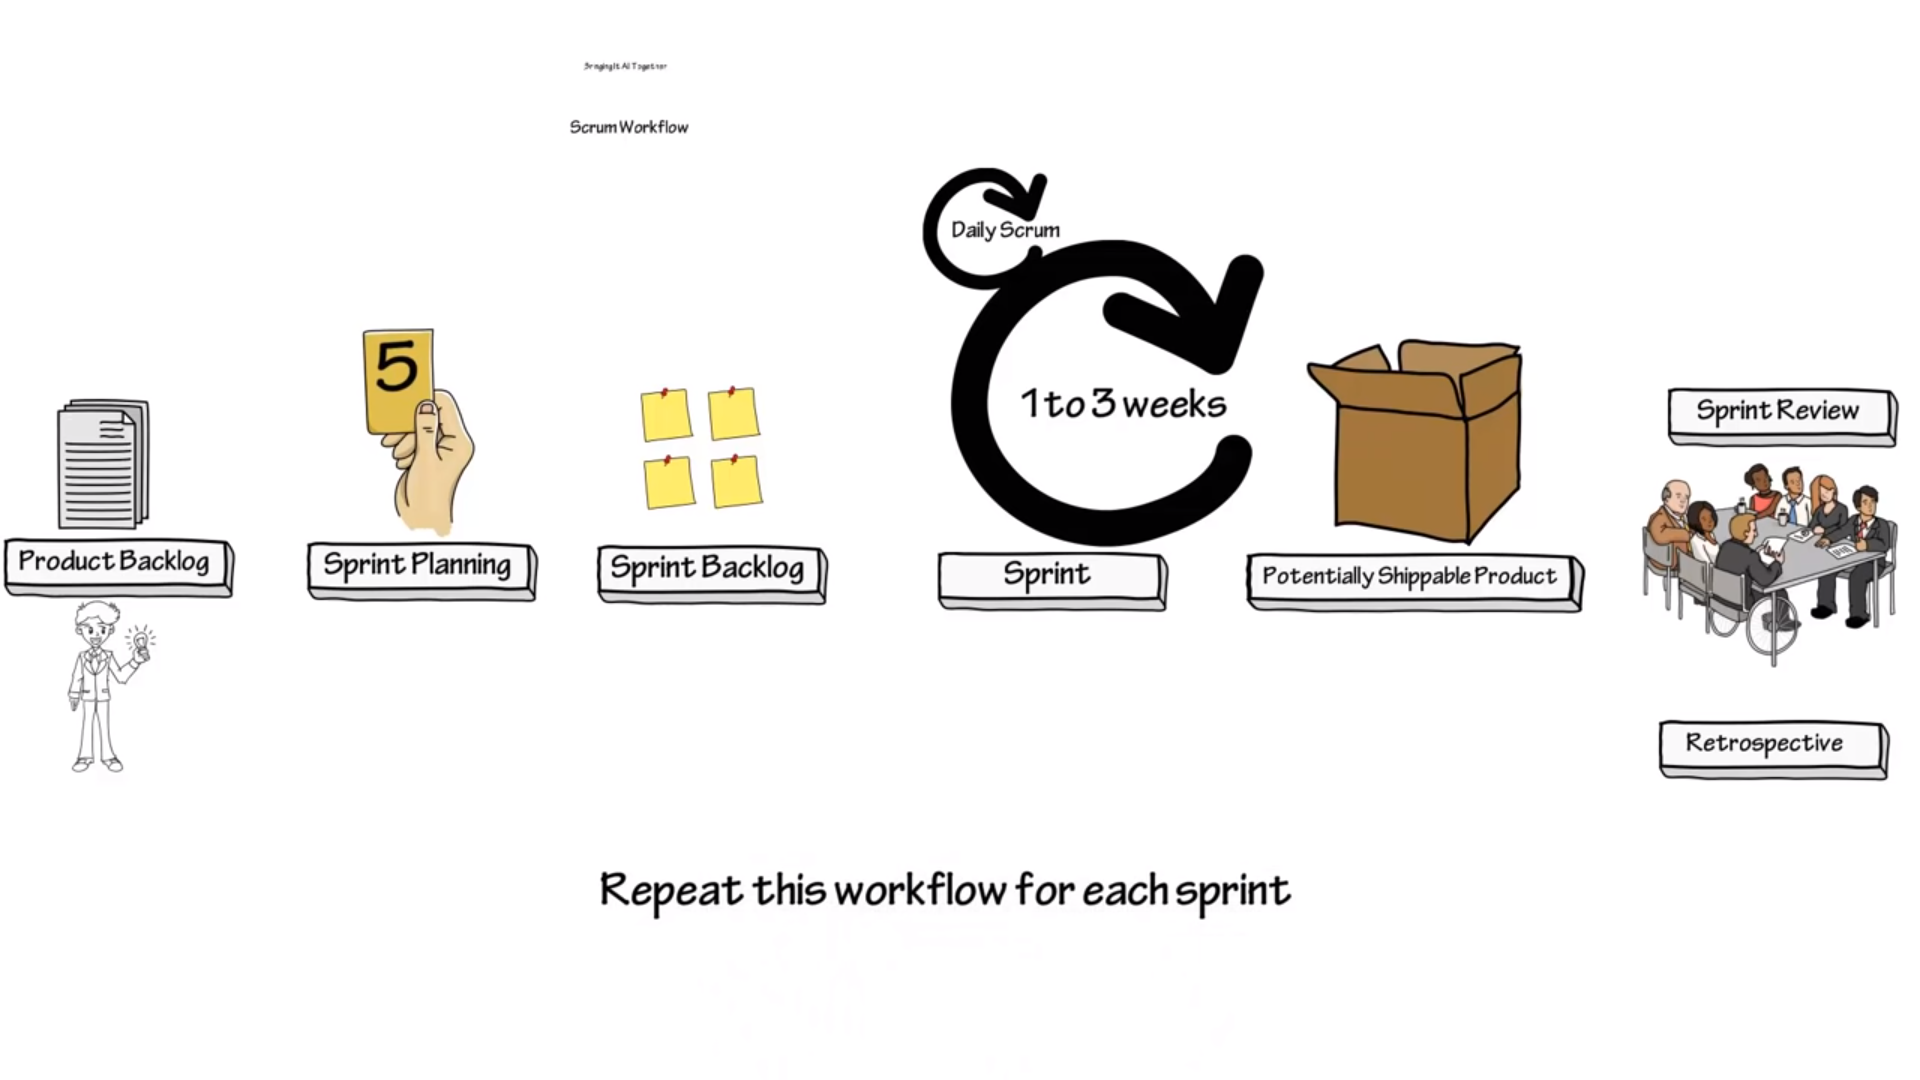 Bringing It All Together
Scrum Workflow
Daily Scrum
1 to 3 weeks
5
Product Backlog
Sprint Planning
Sprint Backlog
Sprint
Potentially Shippable Product
Sprint Review
Retrospective
Repeat this workflow for each sprint